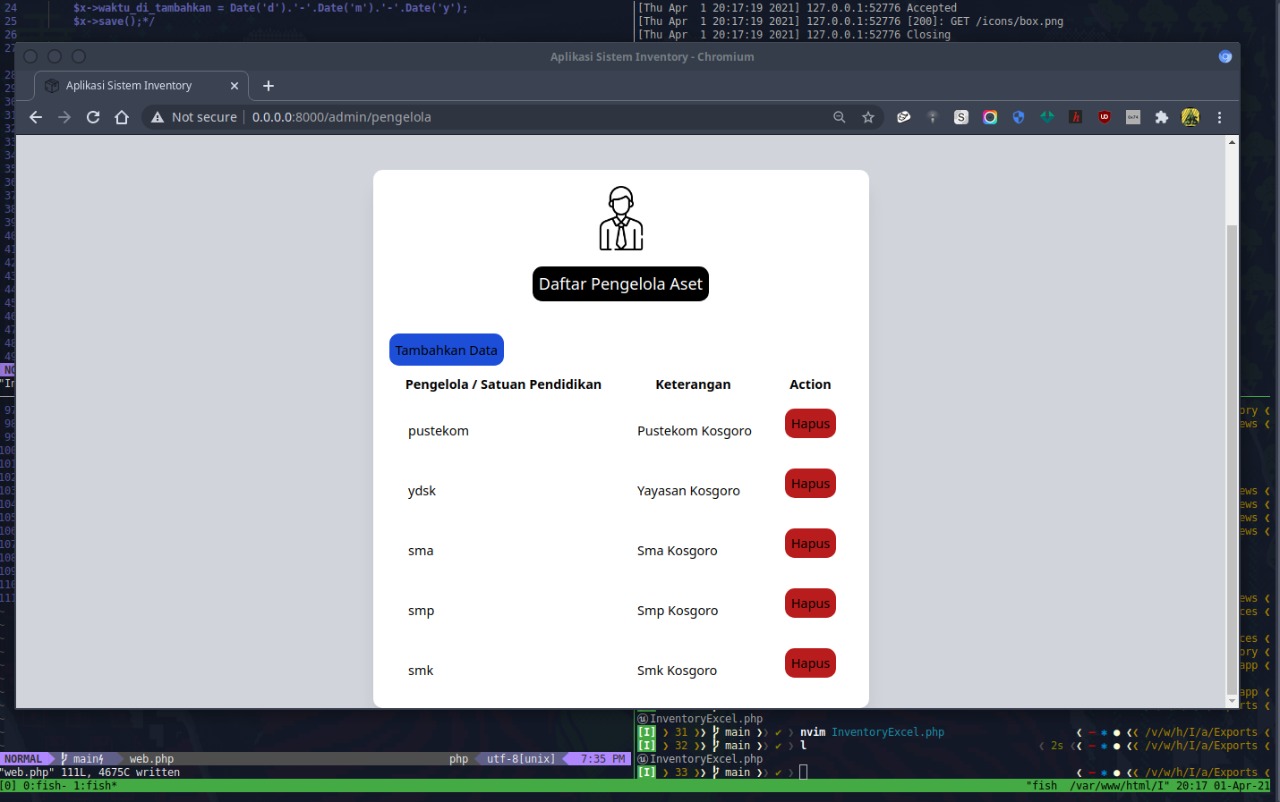 24 $x->waktu_di_tambahkan = Date('d').'-'.Date('m').'-'.Date('y');
25 $x->save();*/
26
27
[Thu Apr 1 20:17:19 2021] 127.0.0.1:52776 Accepted
[Thu Apr 1 20:17:19 2021] 127.0.0.1:52776 [200]: GET /icons/box.png
[Thu Apr 1 20:17:19 2021] 127.0.0.1:52776 Closing
Aplikasi Sistem Inventory - Chromium
Aplikasi Sistem Inventory
Not secure 0.0.0.0:8000/admin/pengelola
Daftar Pengelola Aset
Tambahkan Data
Pengelola / Satuan Pendidikan Keterangan Action
pustekom Pustekom Kosgoro Hapus
ydsk Yayasan Kosgoro Hapus
sma Sma Kosgoro Hapus
smp Smp Kosgoro Hapus
smk Smk Kosgoro Hapus
InventoryExcel.php
[I] 31 main nvim InventoryExcel.php /v/w/h/I/a/Exports
[I] 32 main l 2s /v/w/h/I/a/Exports
InventoryExcel.php
[I] 33 main /v/w/h/I/a/Exports
NORMAL main web.php php utf-8[unix] 7:35 PM
"web.php" 111L, 4675C written
[0] 0:fish- 1:fish* "fish /var/www/html/I" 20:17 01-Apr-21